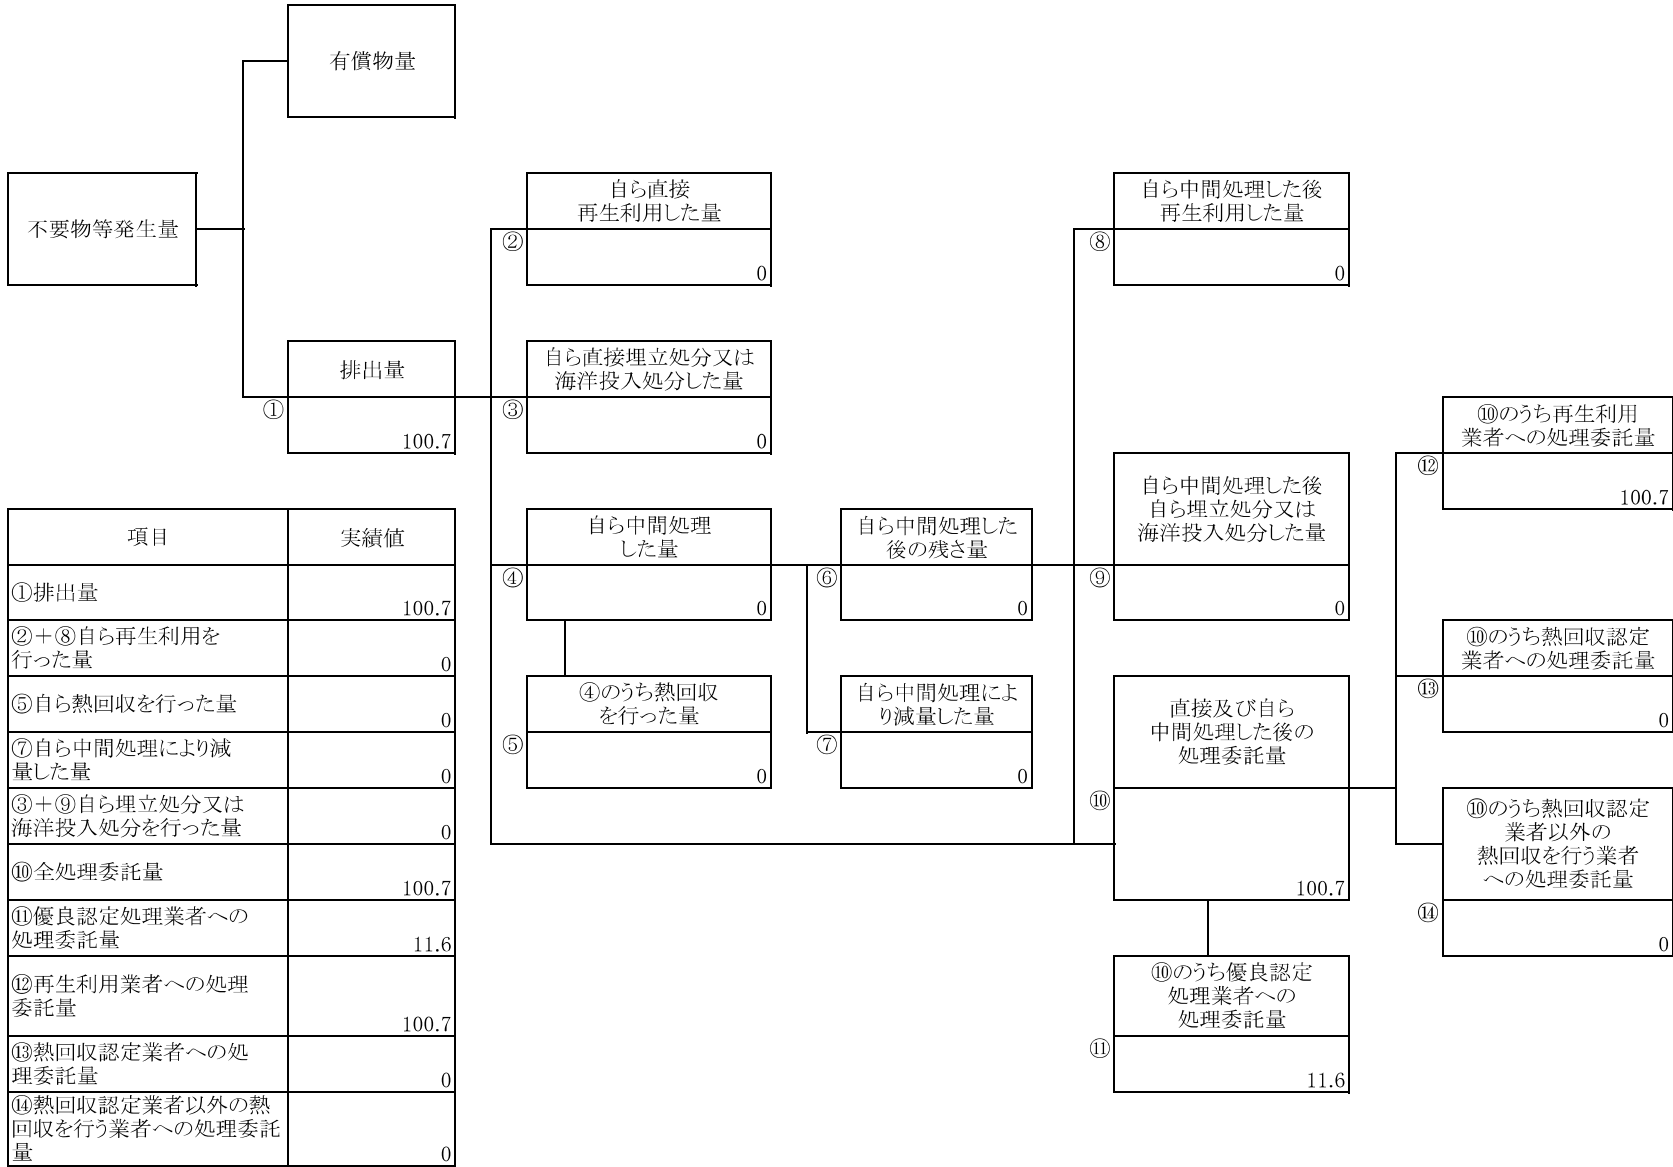 有償物量
不要物等発生量
排出量
①
100.7
自ら直接
再生利用した量
②
0
自ら直接埋立処分又は
海洋投入処分した量
③
0
自ら中間処理
した量
④
0
④のうち熱回収
を行った量
⑤
0
自ら中間処理した
後の残さ量
⑥
0
自ら中間処理によ
り減量した量
⑦
0
自ら中間処理した後
再生利用した量
⑧
0
自ら中間処理した後
自ら埋立処分又は
海洋投入処分した量
⑨
0
直接及び自ら
中間処理した後の
処理委託量
⑩
100.7
⑩のうち優良認定
処理業者への
処理委託量
⑪
11.6
⑩のうち再生利用
業者への処理委託量
⑫
100.7
⑩のうち熱回収認定
業者への処理委託量
⑬
0
⑩のうち熱回収認定
業者以外の
熱回収を行う業者
への処理委託量
⑭
0
項目 実績値
①排出量
100.7
②＋⑧自ら再生利用を
行った量
0
⑤自ら熱回収を行った量
0
⑦自ら中間処理により減
量した量
0
③＋⑨自ら埋立処分又は
海洋投入処分を行った量
0
⑩全処理委託量
100.7
⑪優良認定処理業者への
処理委託量
11.6
⑫再生利用業者への処理
委託量
100.7
⑬熱回収認定業者への処
理委託量
0
⑭熱回収認定業者以外の熱
回収を行う業者への処理委託
量
0